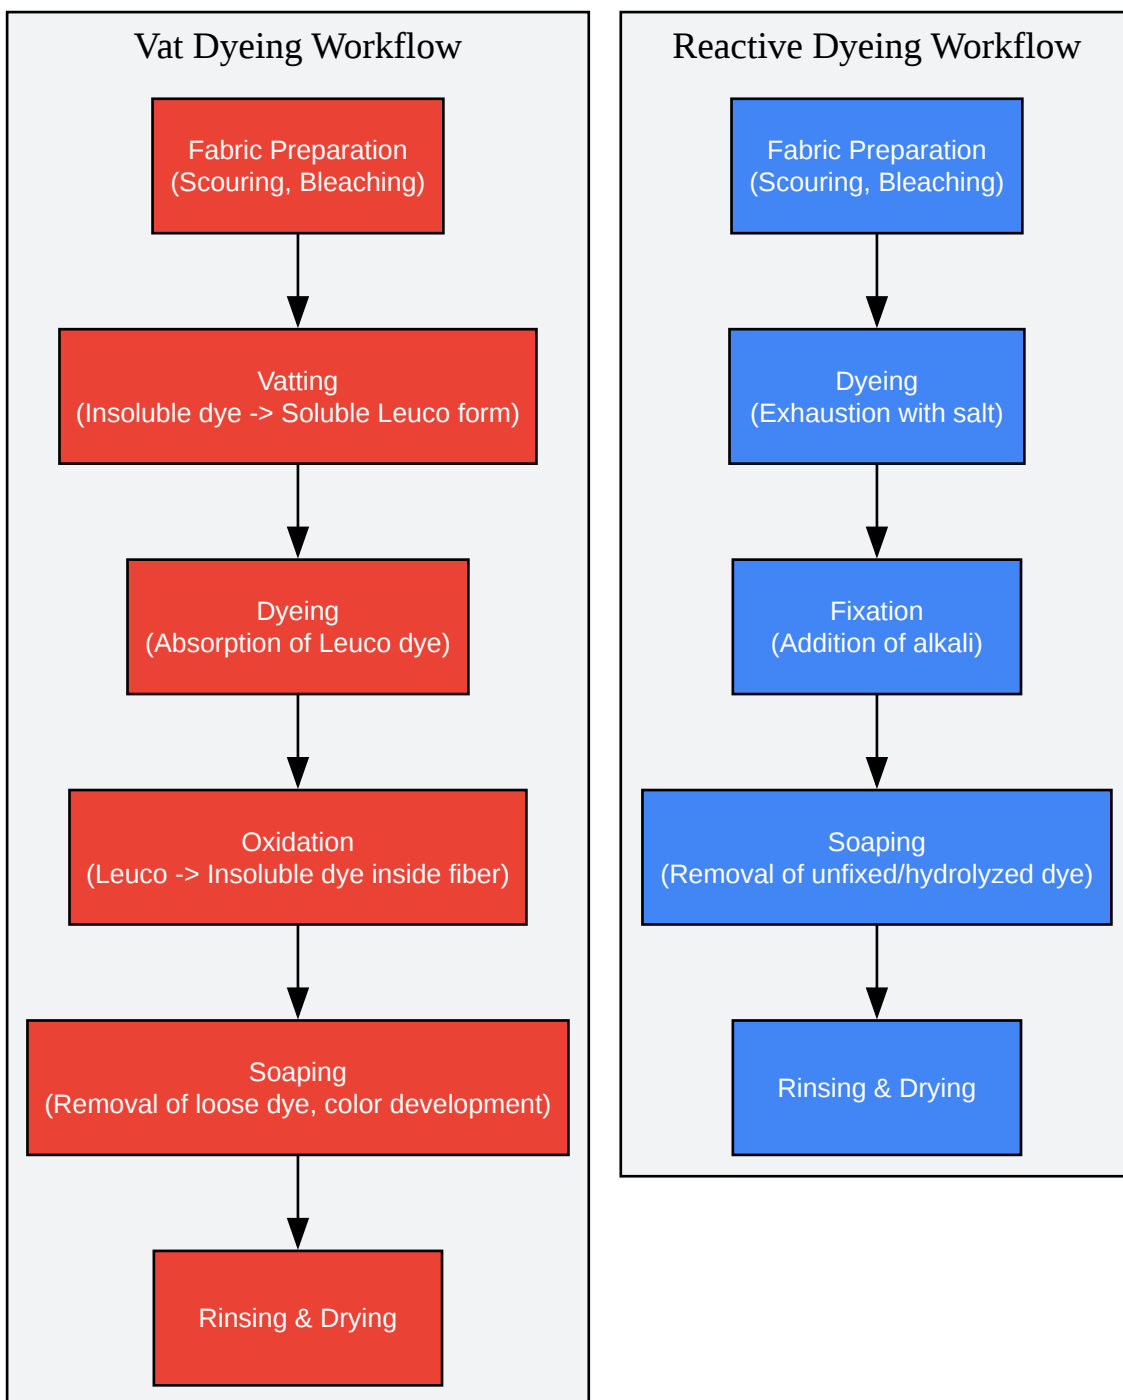 Vat Dyeing Workflow
Fabric Preparation
(Scouring, Bleaching)
Vatting
(Insoluble dye -> Soluble Leuco form)
Dyeing
(Absorption of Leuco dye)
Oxidation
(Leuco -> Insoluble dye inside fiber)
Soaping
(Removal of loose dye, color development)
Rinsing & Drying
Reactive Dyeing Workflow
Fabric Preparation
(Scouring, Bleaching)
Dyeing
(Exhaustion with salt)
Fixation
(Addition of alkali)
Soaping
(Removal of unfixed/hydrolyzed dye)
Rinsing & Drying